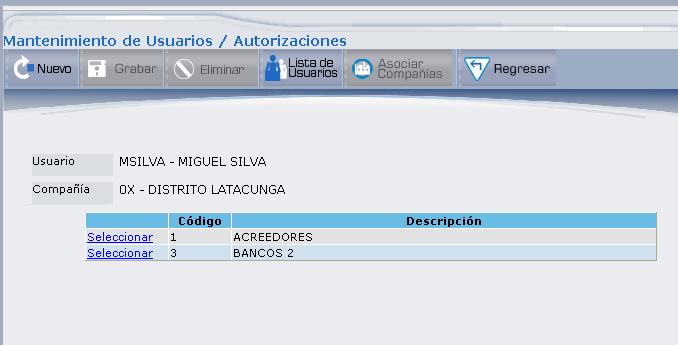 Mantenimiento de Usuarios / Autorizaciones
Nuevo Grabar Eliminar Lista de Usuarios Asociar Compañías Regresar
Usuario MSILVA - MIGUEL SILVA
Compañía 0X - DISTRITO LATACUNGA
Código Descripción
Seleccionar 1 ACREEDORES
Seleccionar 3 BANCOS 2